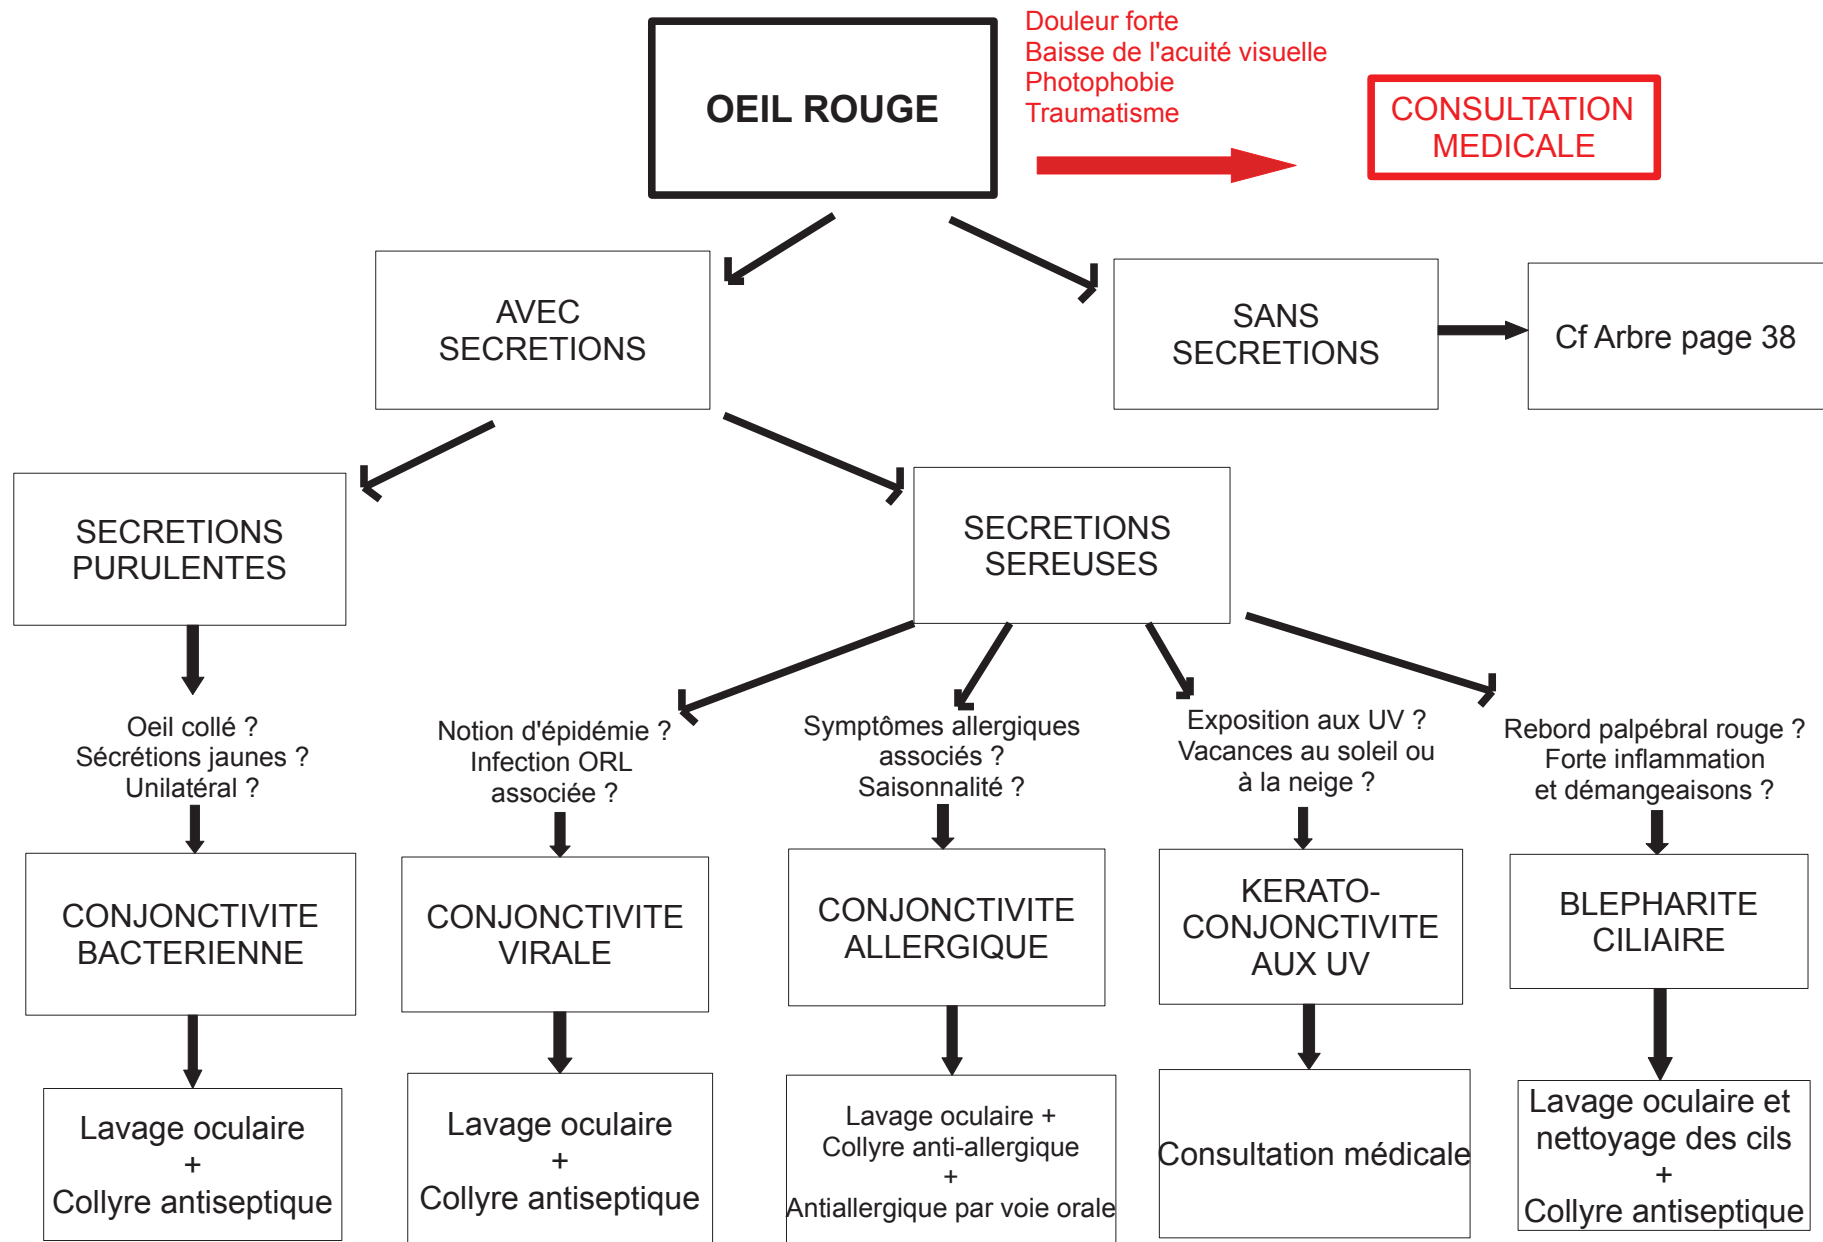 OEIL ROUGE
Douleur forte
Baisse de l'acuité visuelle
Photophobie
Traumatisme
CONSULTATION
MEDICALE
AVEC
SECRETIONS
SANS
SECRETIONS
Cf Arbre page 38
SECRETIONS
PURULENTES
SECRETIONS
SEREUSES
Oeil collé ?
Sécrétions jaunes ?
Unilatéral ?
Notion d'épidémie ?
Infection ORL
associée ?
Symptômes allergiques
associés ?
Saisonnalité ?
Exposition aux UV ?
Vacances au soleil ou
à la neige ?
Rebord palpébral rouge ?
Forte inflammation
et démangeaisons ?
CONJONCTIVITE
BACTERIENNE
CONJONCTIVITE
VIRALE
CONJONCTIVITE
ALLERGIQUE
KERATO-
CONJONCTIVITE
AUX UV
BLEPHARITE
CILIAIRE
Lavage oculaire
+
Collyre antiseptique
Lavage oculaire
+
Collyre antiseptique
Lavage oculaire +
Collyre anti-allergique
+
Antiallergique par voie orale
Consultation médicale
Lavage oculaire et
nettoyage des cils
+
Collyre antiseptique